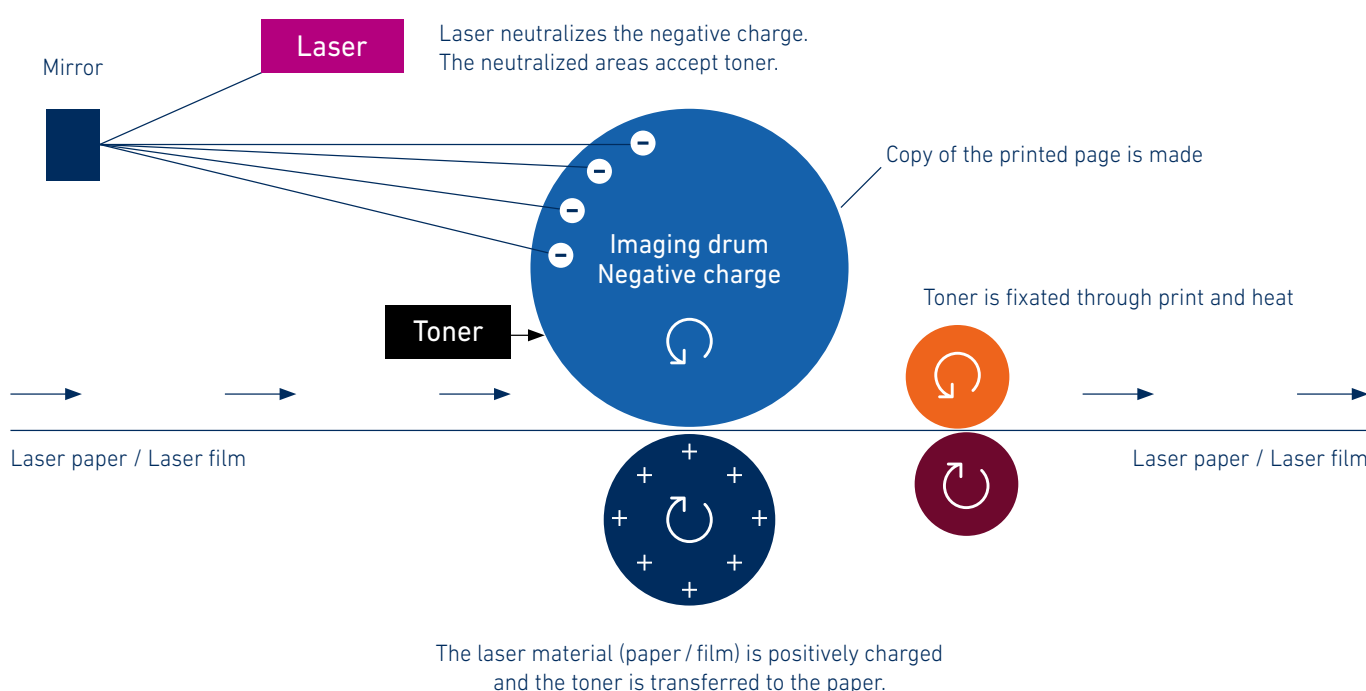 Laser
Laser neutralizes the negative charge.
The neutralized areas accept toner.
Mirror
Copy of the printed page is made
Imaging drum
Negative charge
Toner is fixated through print and heat
Toner
Laser paper / Laser film
Laser paper / Laser film
The laser material (paper / film) is positively charged
and the toner is transferred to the paper.